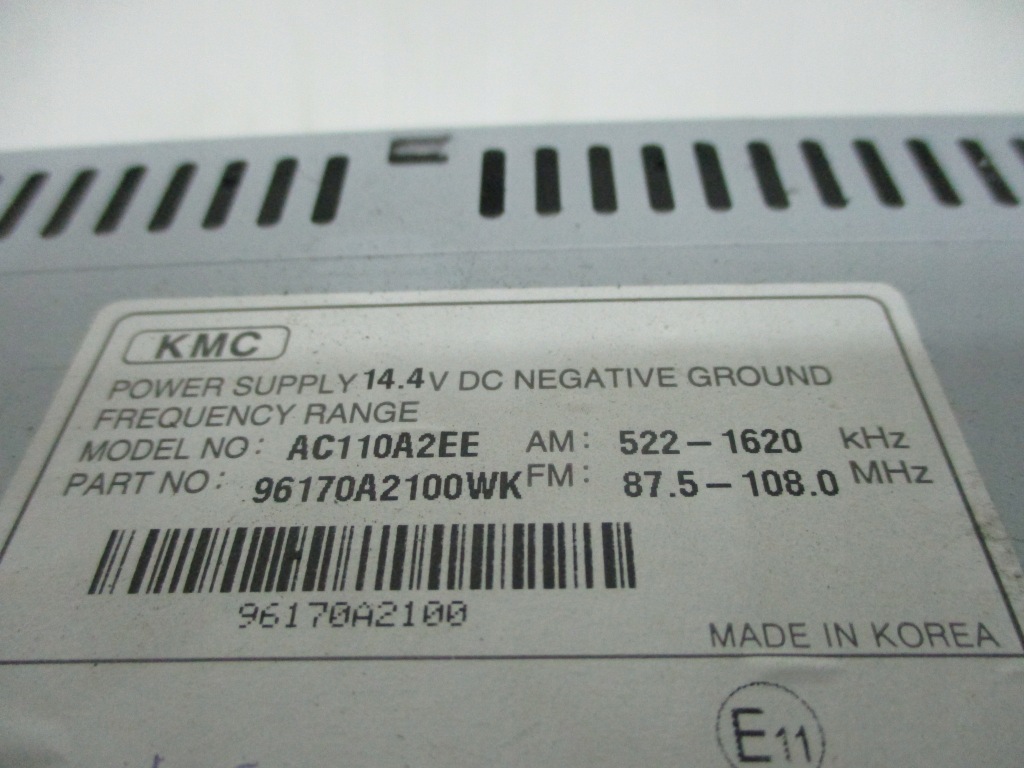 KMC
POWER SUPPLY 14.4V DC NEGATIVE GROUND
FREQUENCY RANGE
MODEL NO: AC110A2EE AM: 522-1620 kHz
PART NO: 96170A2100WK FM: 87.5-108.0 MHz
96170A2100
MADE IN KOREA
E11